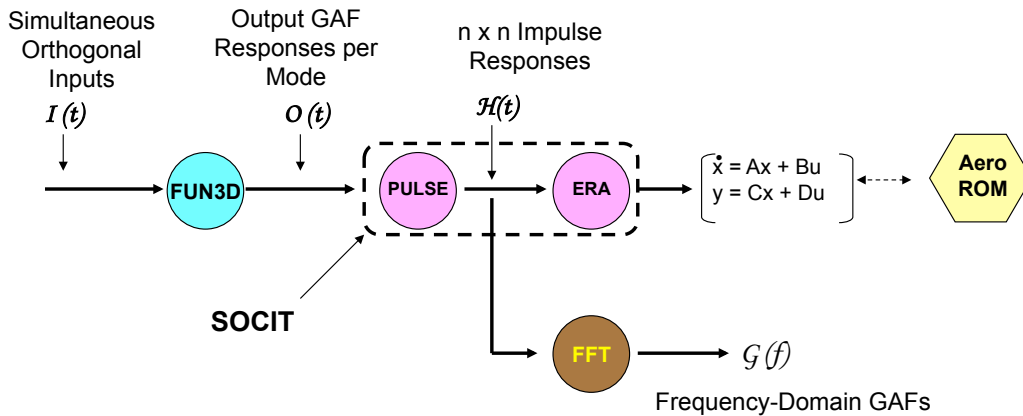 Simultaneous
Orthogonal
Inputs
I(t)
Output GAF
Responses per
Mode
O(t)
n x n Impulse
Responses
ℋ(t)
FUN3D
PULSE
ERA
ẋ = Ax + Bu
y = Cx + Du
Aero
ROM
SOCIT
FFT
𝒢(f)
Frequency-Domain GAFs